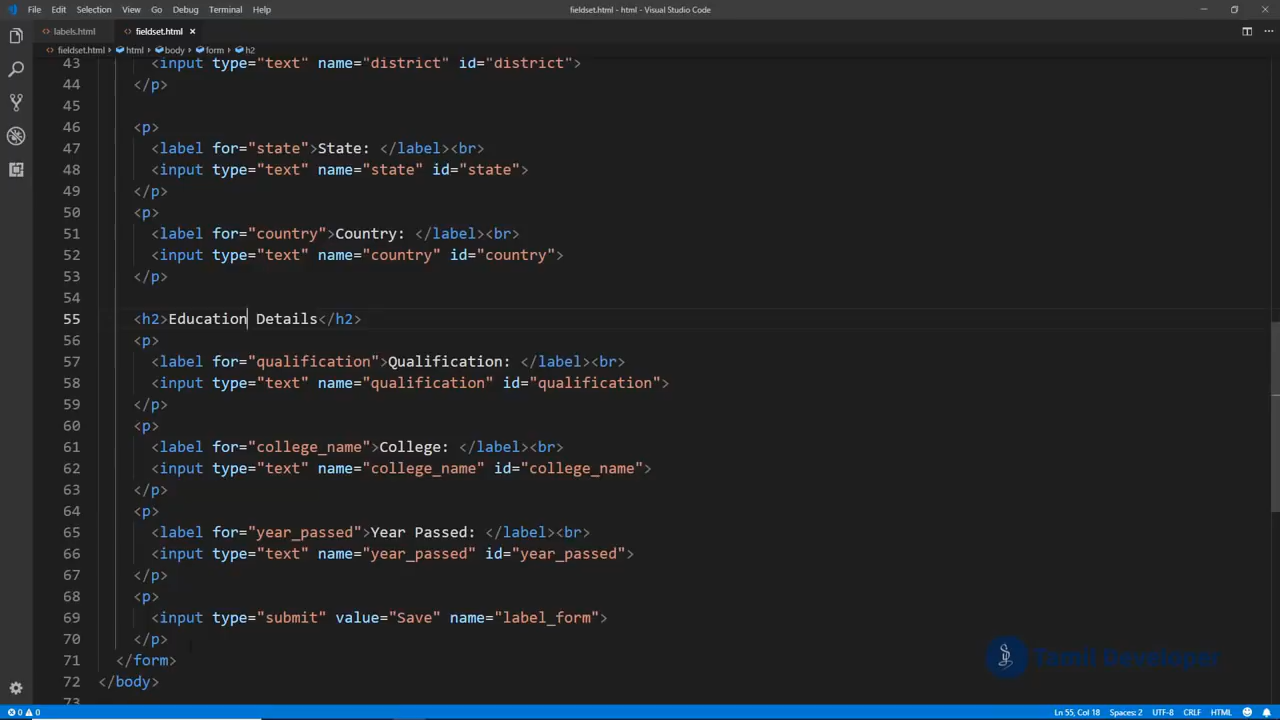 File Edit Selection View Go Debug Terminal Help
fieldset.html - html - Visual Studio Code
labels.html
fieldset.html ×
fieldset.html html body form h2
43 <input type="text" name="district" id="district">
44 </p>
45
46 <p>
47 <label for="state">State: </label><br>
48 <input type="text" name="state" id="state">
49 </p>
50 <p>
51 <label for="country">Country: </label><br>
52 <input type="text" name="country" id="country">
53 </p>
54
55 <h2>Education Details</h2>
56 <p>
57 <label for="qualification">Qualification: </label><br>
58 <input type="text" name="qualification" id="qualification">
59 </p>
60 <p>
61 <label for="college_name">College: </label><br>
62 <input type="text" name="college_name" id="college_name">
63 </p>
64 <p>
65 <label for="year_passed">Year Passed: </label><br>
66 <input type="text" name="year_passed" id="year_passed">
67 </p>
68 <p>
69 <input type="submit" value="Save" name="label_form">
70 </p>
71 </form>
72 </body>
73
Tamil Developer
0 0
Ln 55, Col 18 Spaces: 2 UTF-8 CRLF HTML